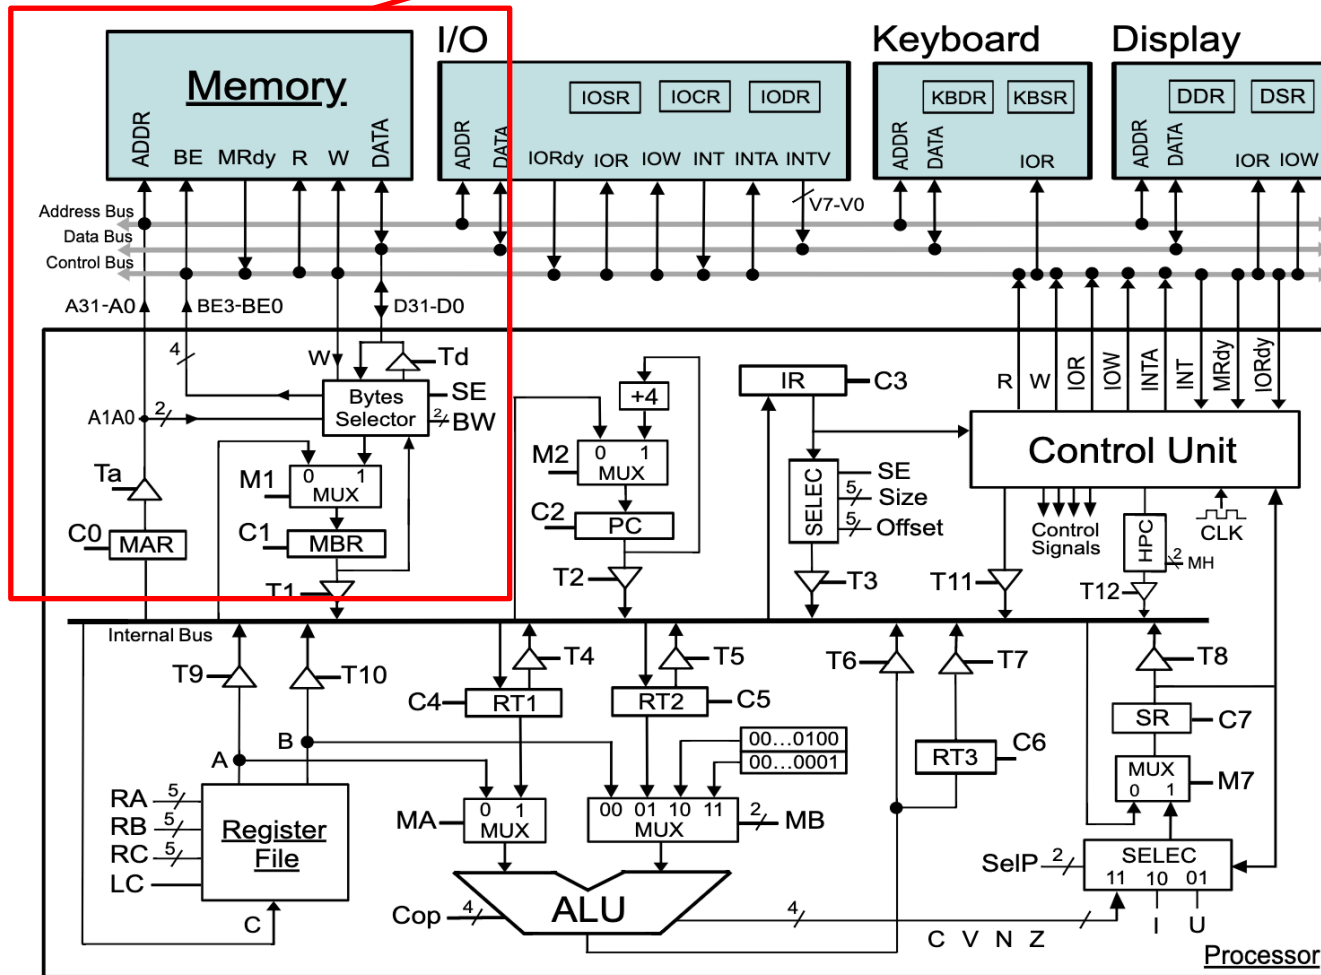 I/O
Keyboard
Display
Memory
IOSR
IOCR
IODR
KBDR
KBSR
DDR
DSR
ADDR
BE
MRdy
R
W
DATA
ADDR
DATA
IORdy
IOR
IOW
INT
INTA
INTV
ADDR
DATA
IOR
ADDR
DATA
IOR
IOW
V7-V0
Address Bus
Data Bus
Control Bus
A31-A0
BE3-BE0
D31-D0
4
W
Td
Bytes
Selector
SE
2
BW
A1A0
2
Ta
M1
0 1
MUX
C0
MAR
C1
MBR
T1
+4
M2
0 1
MUX
C2
PC
T2
IR
C3
SELEC
SE
5
Size
5
Offset
T3
R
W
IOR
IOW
INTA
INT
MRdy
IORdy
Control Unit
Control
Signals
HPC
2
MH
CLK
T11
T12
Internal Bus
T9
T10
T4
T5
T6
T7
T8
C4
RT1
RT2
C5
RT3
C6
SR
C7
A
B
00...0100
00...0001
MUX
0 1
M7
RA
5
RB
5
RC
5
LC
Register
File
C
MA
0 1
MUX
00 01 10 11
MUX
2
MB
SelP
2
SELEC
11 10 01
I
U
Cop
4
ALU
4
C V N Z
Processor